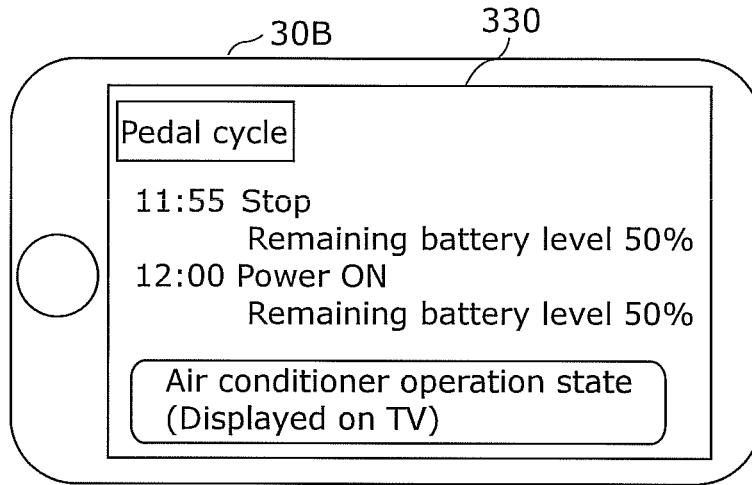 30B
330
Pedal cycle
11:55 Stop
Remaining battery level 50%
12:00 Power ON
Remaining battery level 50%
Air conditioner operation state
(Displayed on TV)